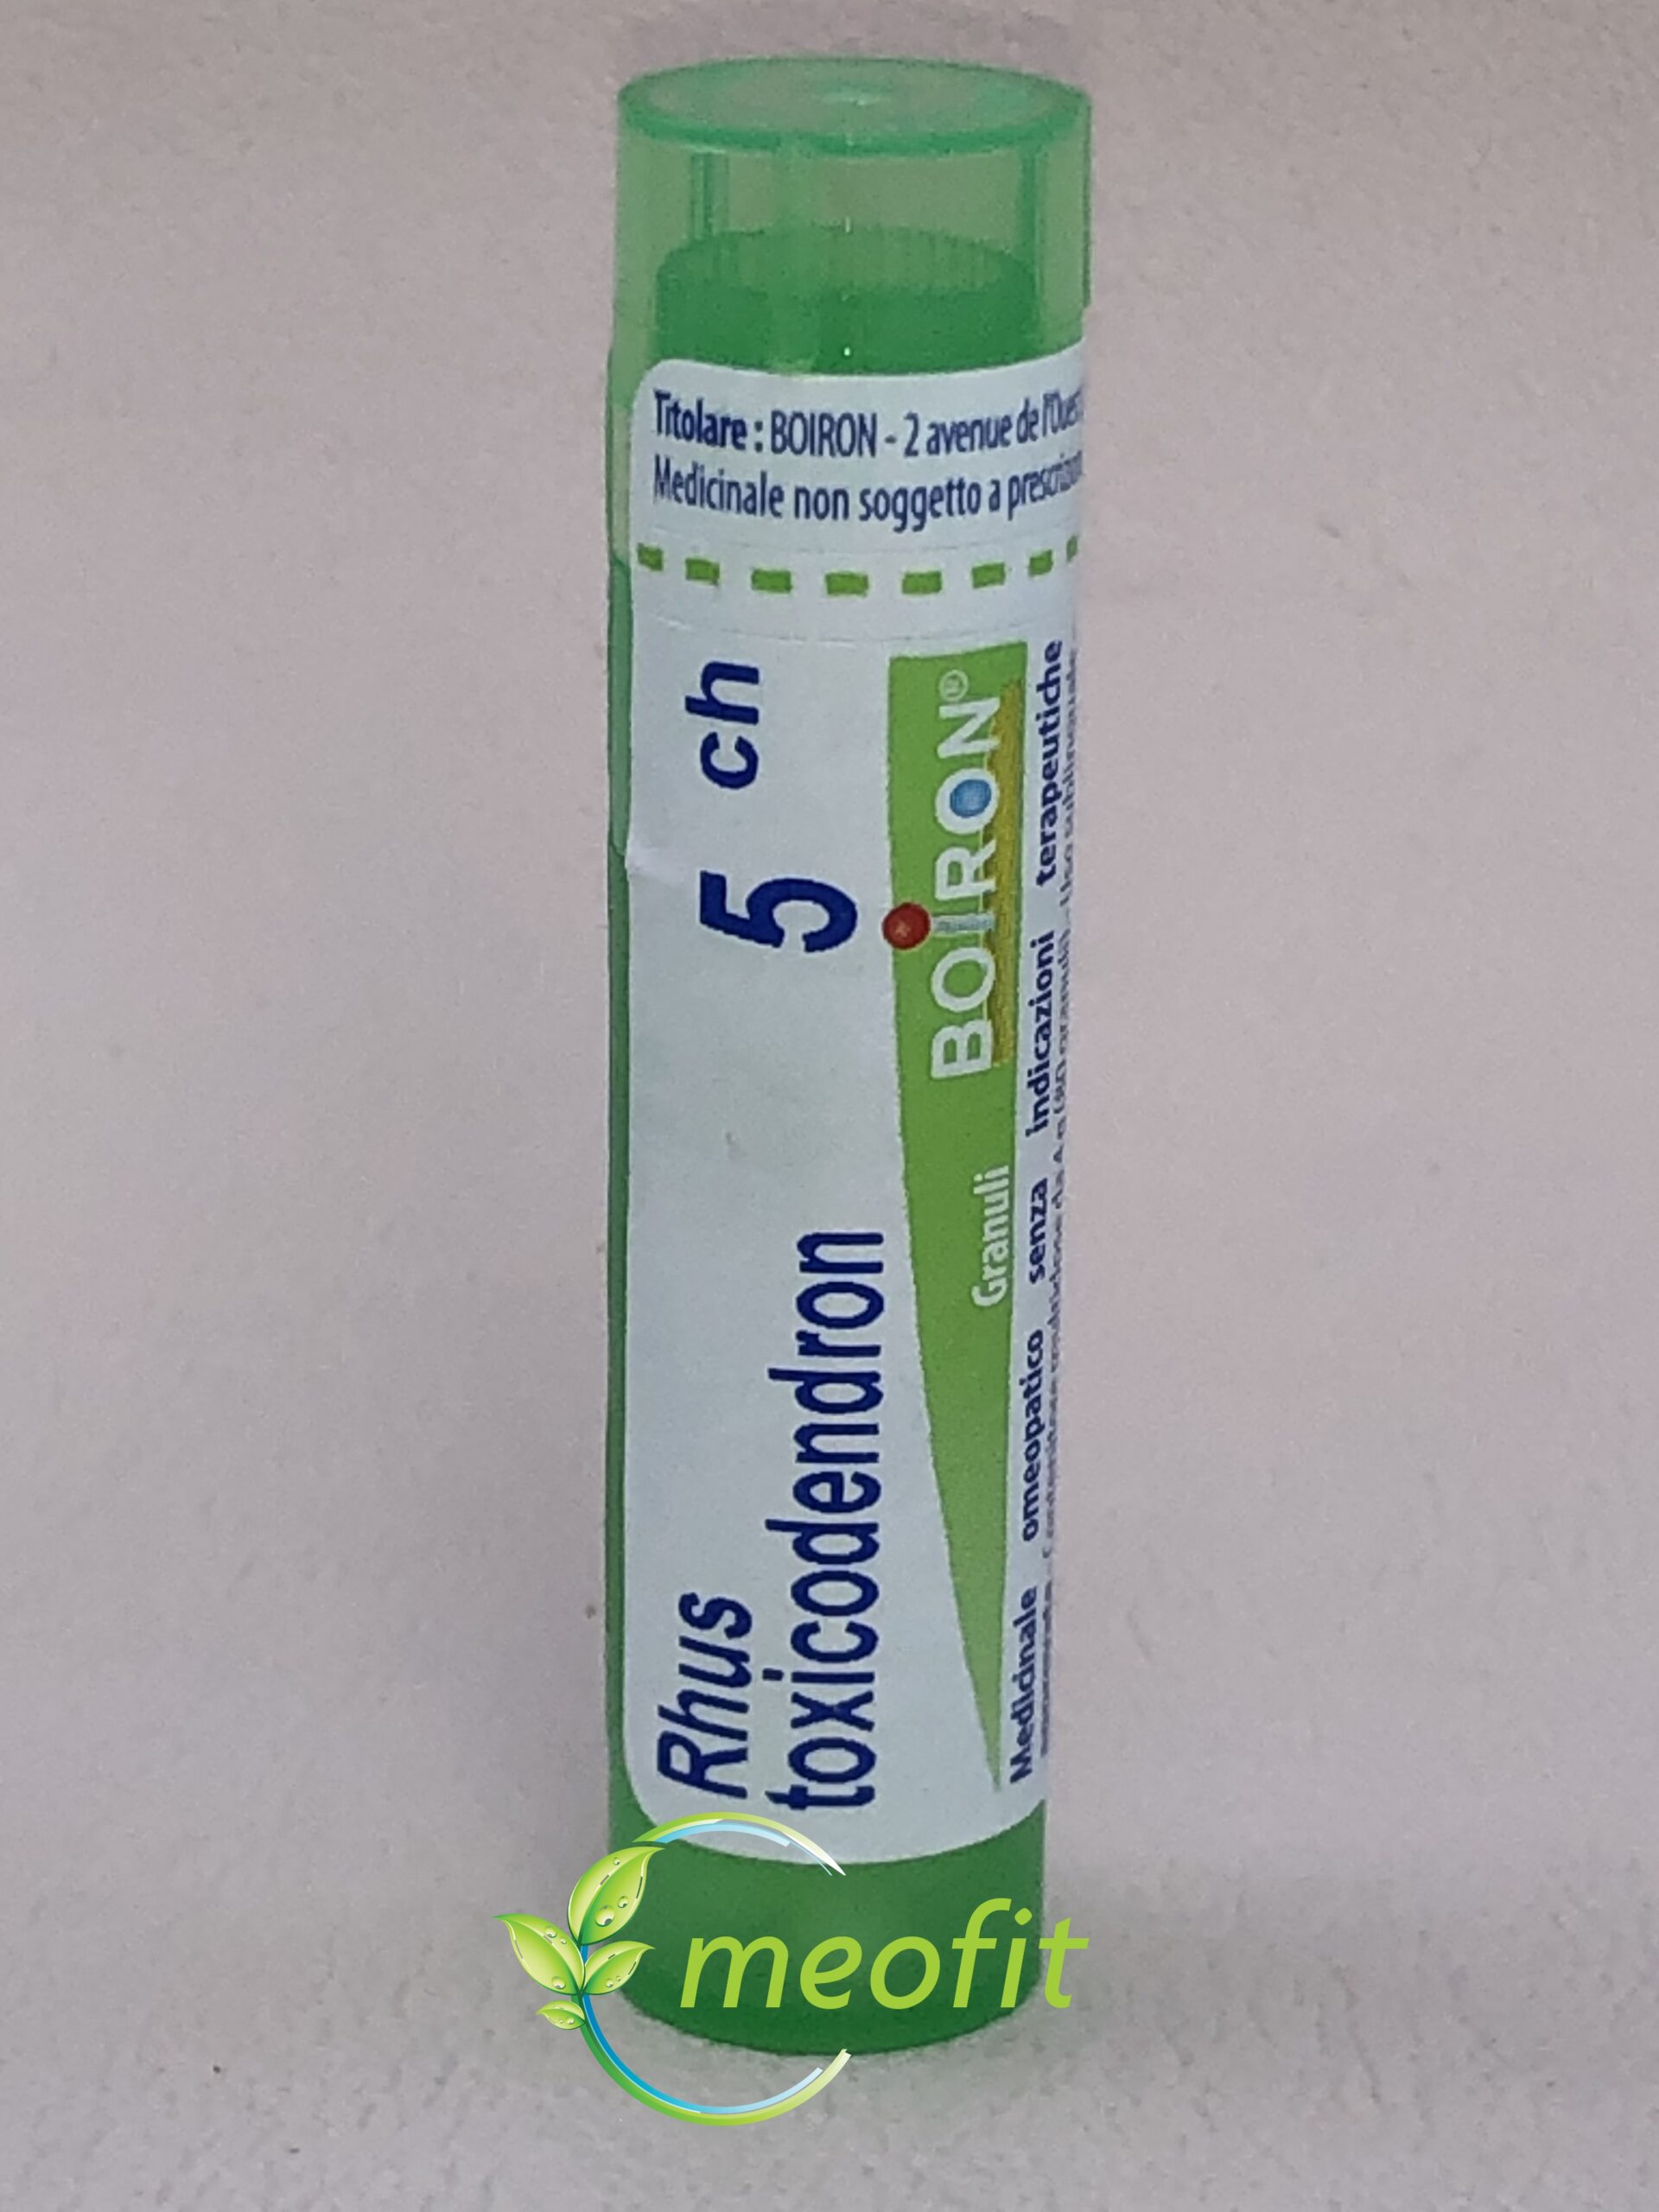 Titolare : BOIRON - 2 avenue de l'Ouest
Medicinale non soggetto a
Rhus
toxicodendron
5 ch
BOIRON®
Granuli
Medicinale omeopatico senza indicazioni terapeutiche
meofit